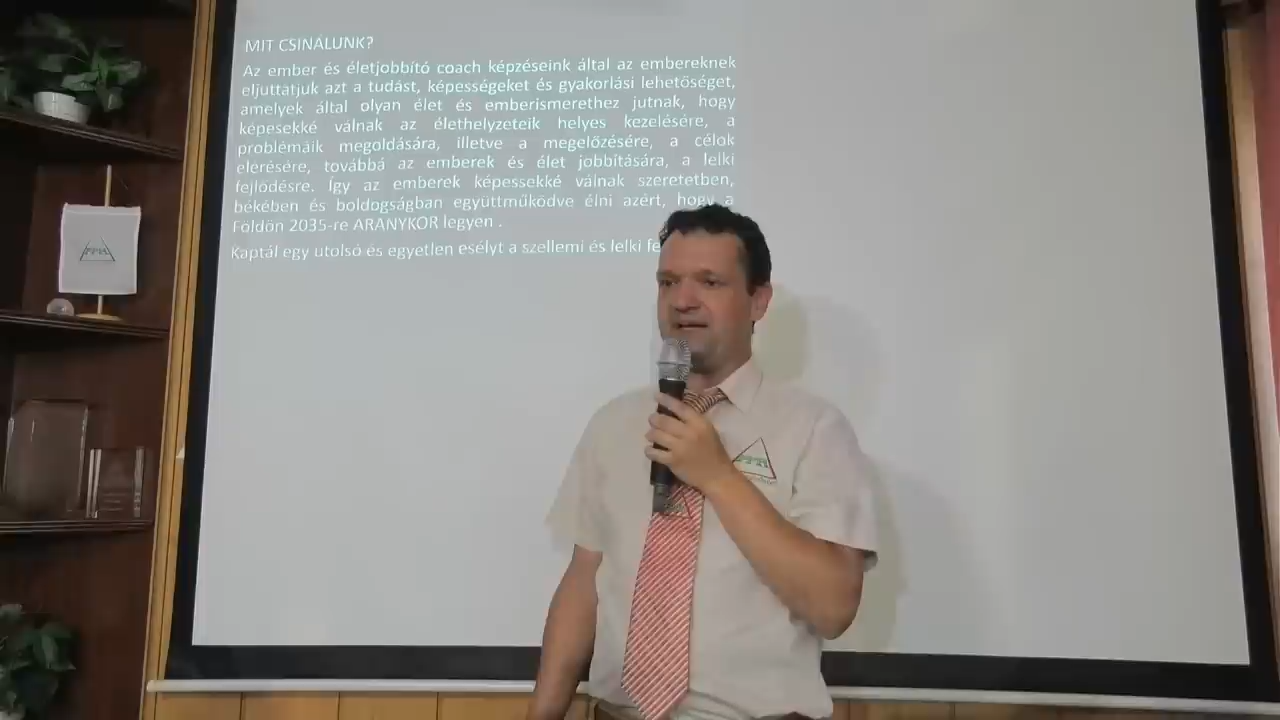 MIT CSINÁLUNK?
Az ember és életjobbító coach képzéseink által az embereknek
eljuttatjuk azt a tudást, képességeket és gyakorlási lehetőséget,
amelyek által olyan élet és emberismerethez jutnak, hogy
képesekké válnak az élethelyzeteik helyes kezelésére, a
problémáik megoldására, illetve a megelőzésére, a célok
elérésére, továbbá az emberek és élet jobbítására, a lelki
fejlődésre. Így az emberek képessekké válnak szeretetben,
békében és boldogságban együttműködve élni azért, hogy a
Földön 2035-re ARANYKOR legyen .
Kaptál egy utolsó és egyetlen esélyt a szellemi és lelki fe